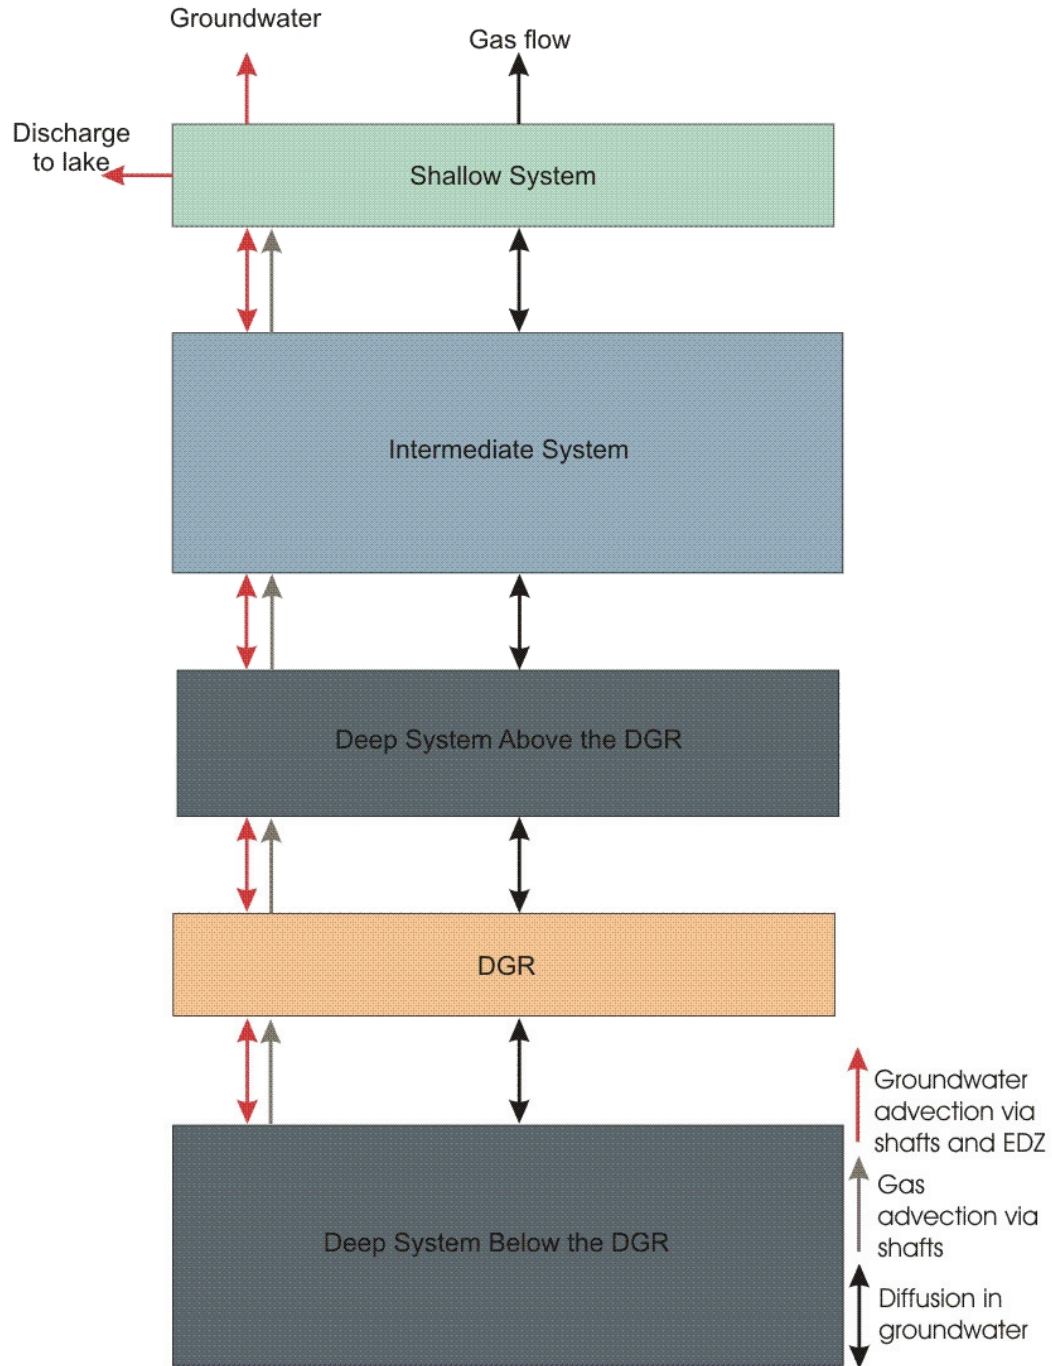 Groundwater
Gas flow
Discharge
to lake
Shallow System
Intermediate System
Deep System Above the DGR
DGR
Deep System Below the DGR
Groundwater
advection via
shafts and EDZ
Gas
advection via
shafts
Diffusion in
groundwater